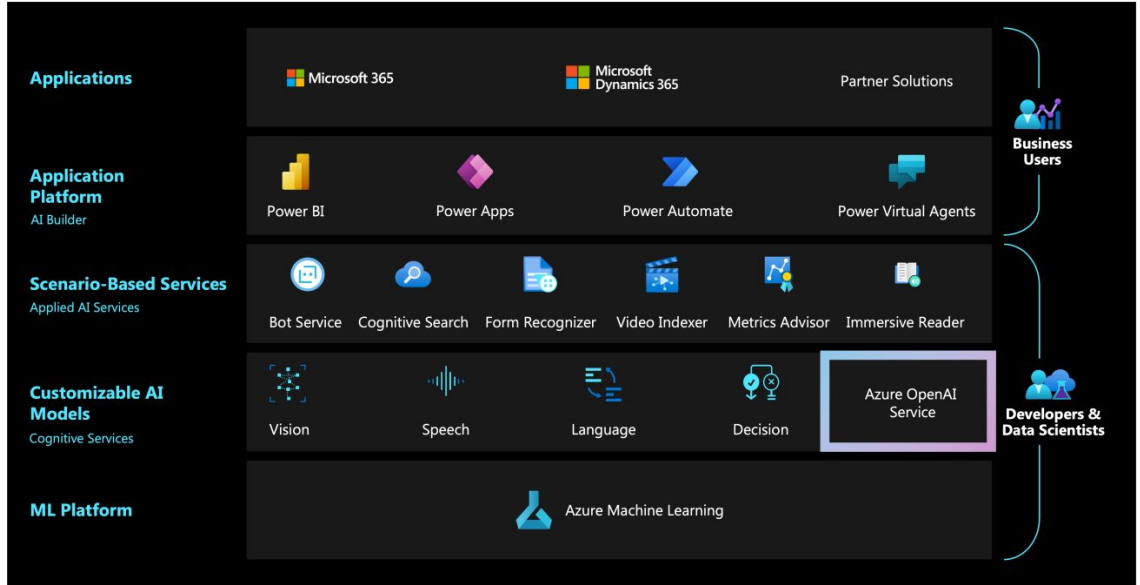 Applications
Microsoft 365
Microsoft
Dynamics 365
Partner Solutions
Business
Users
Application
Platform
AI Builder
Power BI
Power Apps
Power Automate
Power Virtual Agents
Scenario-Based Services
Applied AI Services
Bot Service
Cognitive Search
Form Recognizer
Video Indexer
Metrics Advisor
Immersive Reader
Customizable AI
Models
Cognitive Services
Vision
Speech
Language
Decision
Azure OpenAI
Service
Developers &
Data Scientists
ML Platform
Azure Machine Learning